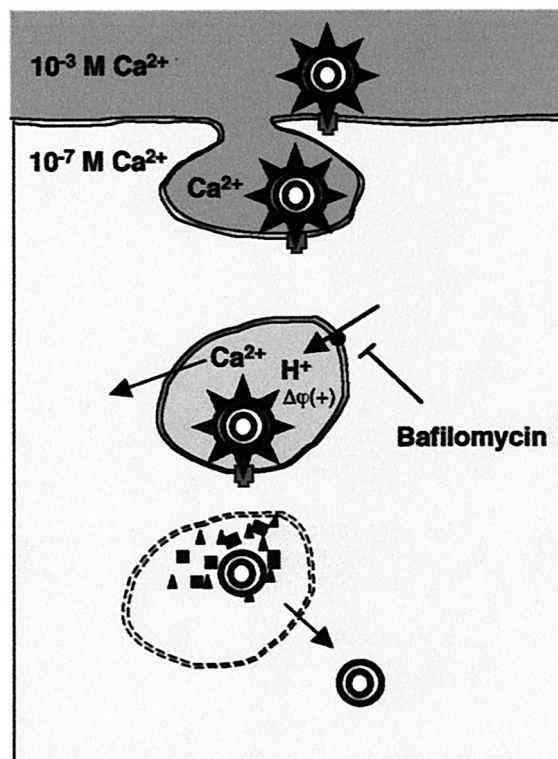 10⁻³ M Ca²⁺
10⁻⁷ M Ca²⁺
Ca²⁺
Ca²⁺
H⁺
Δφ(+)
Bafilomycin